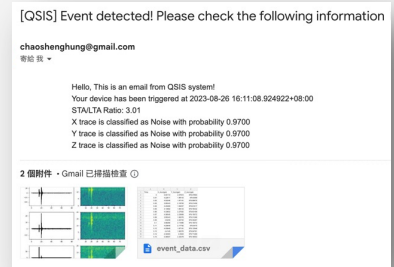 [QSIS] Event detected! Please check the following information
chaoshenghung@gmail.com
寄給 我
Hello, This is an email from QSIS system!
Your device has been triggered at 2023-08-26 16:11:08.924922+08:00
STA/LTA Ratio: 3.01
X trace is classified as Noise with probability 0.9700
Y trace is classified as Noise with probability 0.9700
Z trace is classified as Noise with probability 0.9700
2 個附件 • Gmail 已掃描檢查
event_data.csv